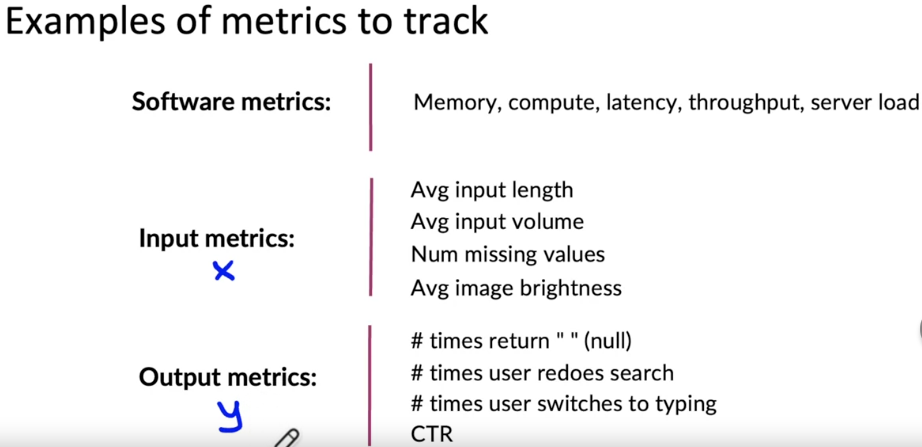 Examples of metrics to track
Software metrics:
Memory, compute, latency, throughput, server load
Input metrics:
x
Avg input length
Avg input volume
Num missing values
Avg image brightness
Output metrics:
y
# times return " " (null)
# times user redoes search
# times user switches to typing
CTR